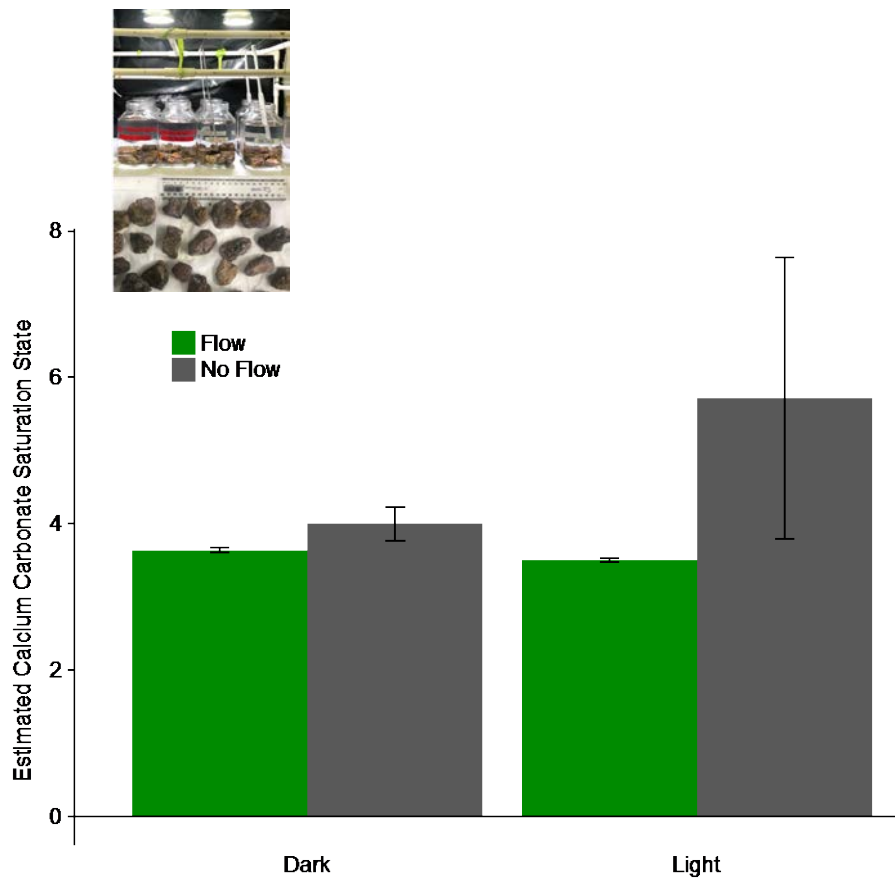 8
Flow
No Flow
6
4
2
0
Estimated Calcium Carbonate Saturation State
Dark
Light